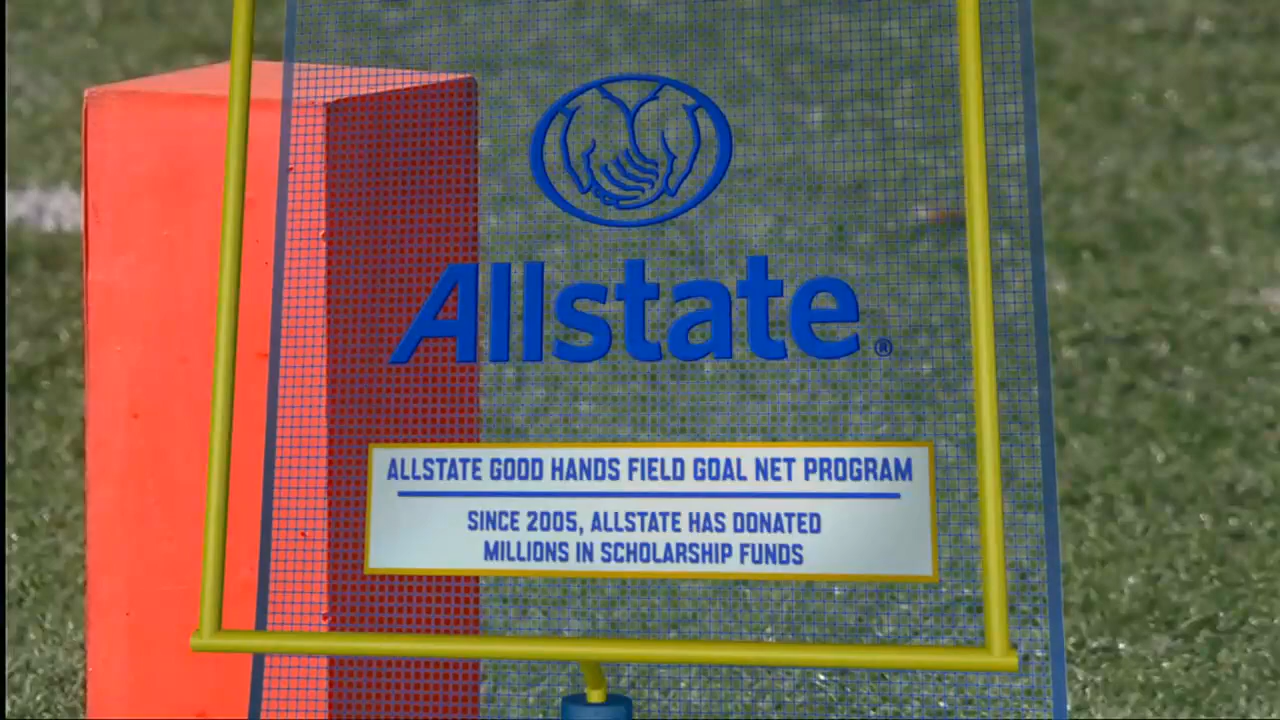 Allstate®
ALLSTATE GOOD HANDS FIELD GOAL NET PROGRAM
SINCE 2005, ALLSTATE HAS DONATED
MILLIONS IN SCHOLARSHIP FUNDS